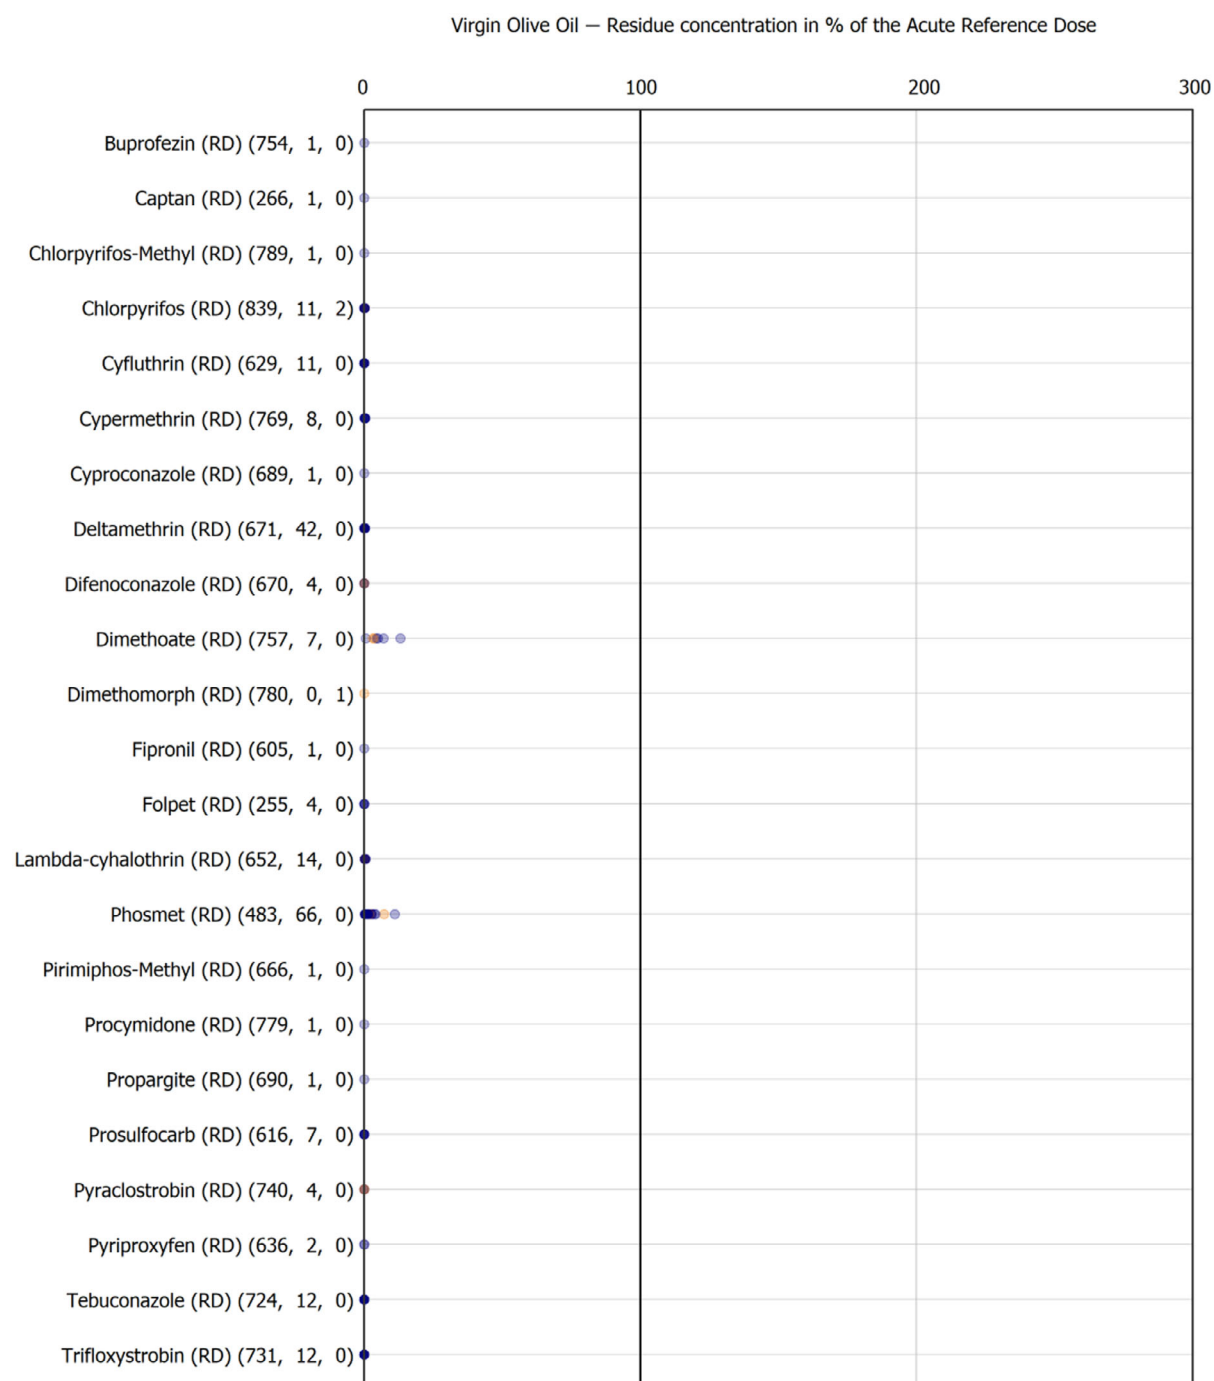 Virgin Olive Oil — Residue concentration in % of the Acute Reference Dose
0 100 200 300
Buprofezin (RD) (754, 1, 0)
Captan (RD) (266, 1, 0)
Chlorpyrifos-Methyl (RD) (789, 1, 0)
Chlorpyrifos (RD) (839, 11, 2)
Cyfluthrin (RD) (629, 11, 0)
Cypermethrin (RD) (769, 8, 0)
Cyproconazole (RD) (689, 1, 0)
Deltamethrin (RD) (671, 42, 0)
Difenoconazole (RD) (670, 4, 0)
Dimethoate (RD) (757, 7, 0)
Dimethomorph (RD) (780, 0, 1)
Fipronil (RD) (605, 1, 0)
Folpet (RD) (255, 4, 0)
Lambda-cyhalothrin (RD) (652, 14, 0)
Phosmet (RD) (483, 66, 0)
Pirimiphos-Methyl (RD) (666, 1, 0)
Procymidone (RD) (779, 1, 0)
Propargite (RD) (690, 1, 0)
Prosulfocarb (RD) (616, 7, 0)
Pyraclostrobin (RD) (740, 4, 0)
Pyriproxyfen (RD) (636, 2, 0)
Tebuconazole (RD) (724, 12, 0)
Trifloxystrobin (RD) (731, 12, 0)